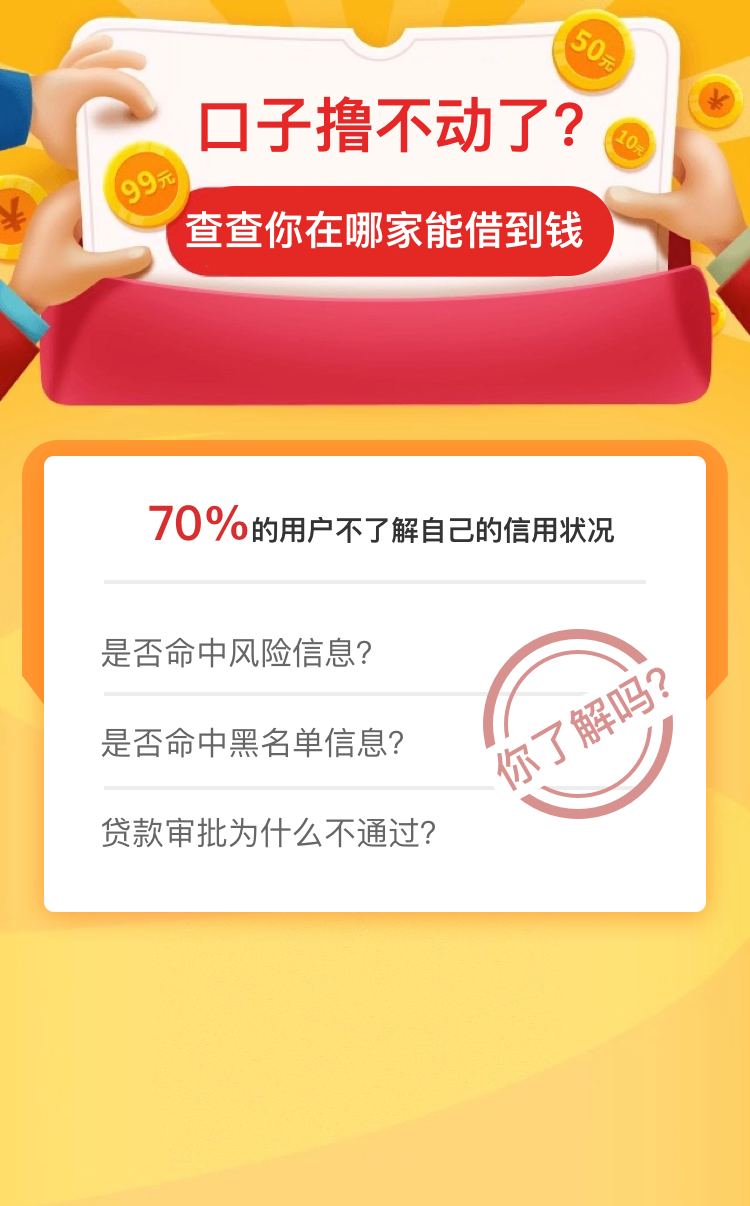 50元
口子撸不动了?
10元
99元
查查你在哪家能借到钱
70%的用户不了解自己的信用状况
是否命中风险信息?
你了解吗?
是否命中黑名单信息?
贷款审批为什么不通过?